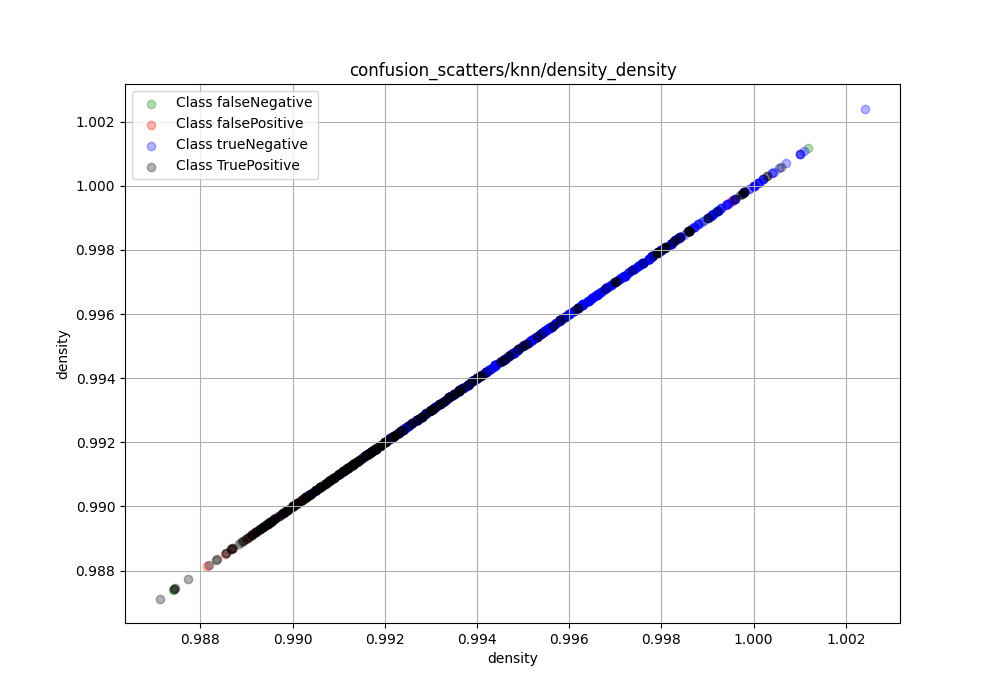 confusion_scatters/knn/density_density
Class falseNegative
Class falsePositive
Class trueNegative
Class TruePositive
1.002
1.000
0.998
0.996
0.994
0.992
0.990
0.988
density
0.988 0.990 0.992 0.994 0.996 0.998 1.000 1.002
density